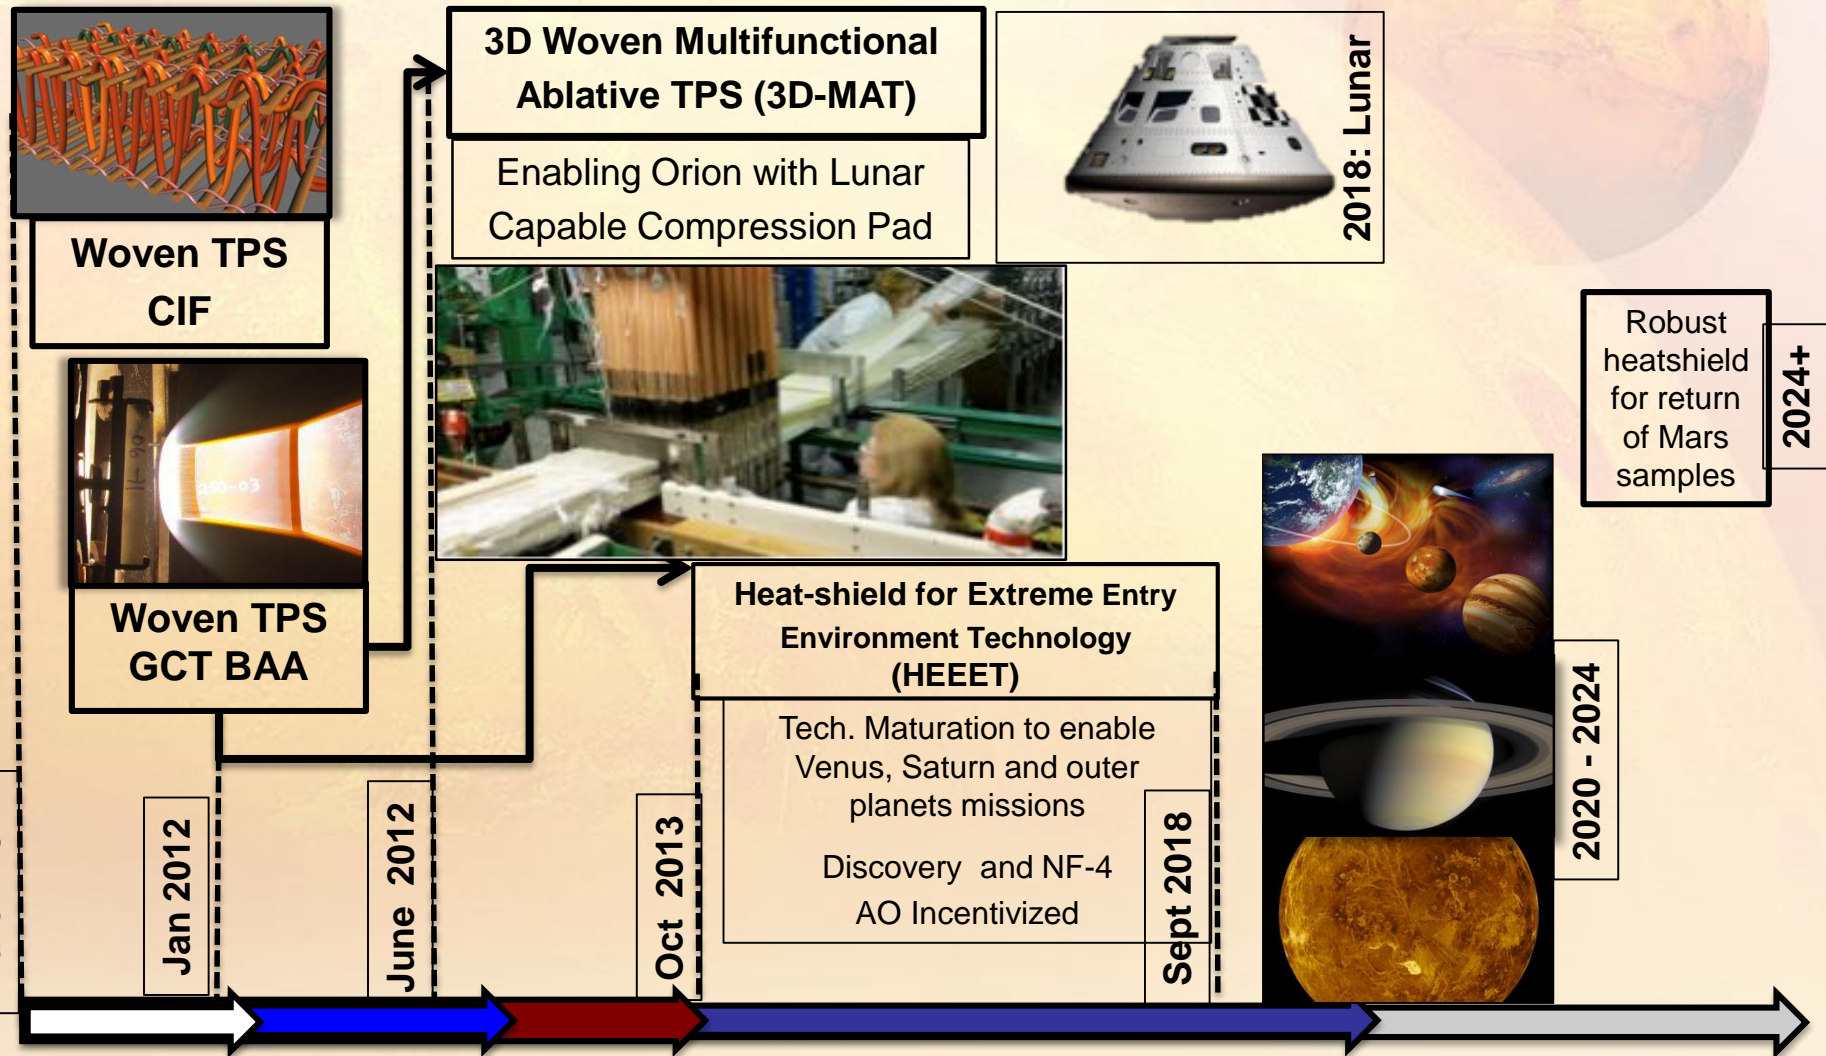 Woven TPS
CIF
3D Woven Multifunctional
Ablative TPS (3D-MAT)
Enabling Orion with Lunar
Capable Compression Pad
2018: Lunar
Woven TPS
GCT BAA
Heat-shield for Extreme Entry
Environment Technology
(HEEET)
Tech. Maturation to enable
Venus, Saturn and outer
planets missions
Discovery and NF-4
AO Incentivized
Robust
heatshield
for return
of Mars
samples
2024+
2020 - 2024
Jan 2012
June 2012
Oct 2013
Sept 2018